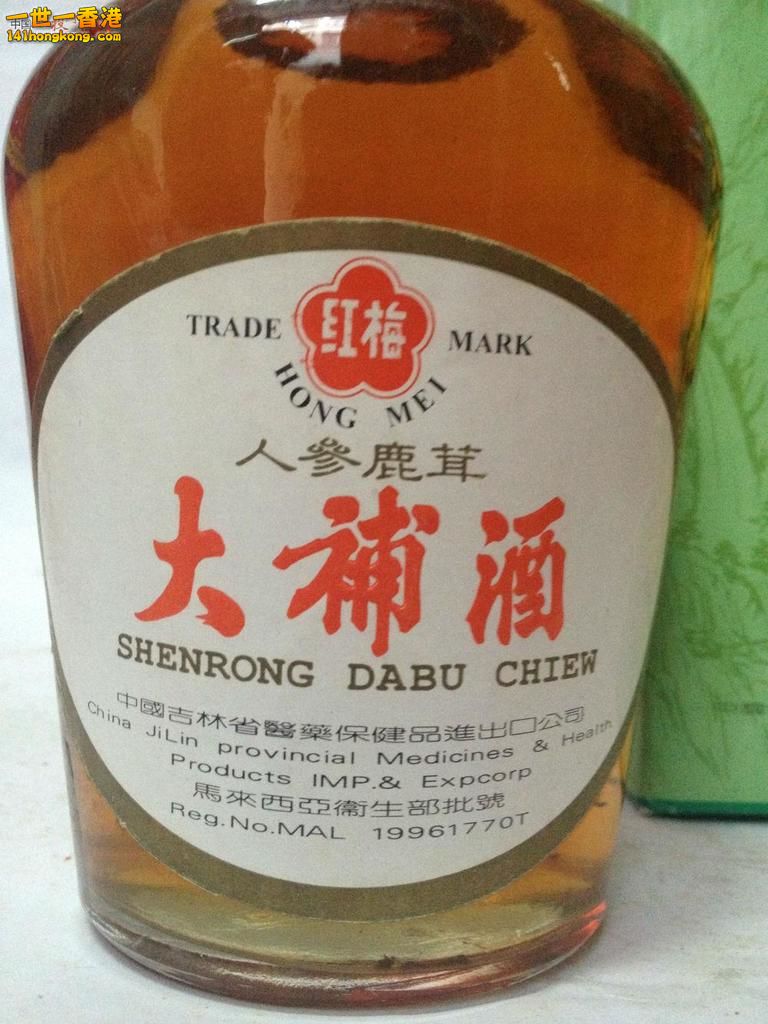 一世一香港
141hongkong.com
TRADE 红梅 MARK
HONG MEI
人參鹿茸
大補酒
SHENRONG DABU CHIEW
中國吉林省醫藥保健品進出口公司
China JiLin provincial Medicines & Health
Products IMP.& Expcorp
馬來西亞衞生部批號
Reg.No.MAL 19961770T